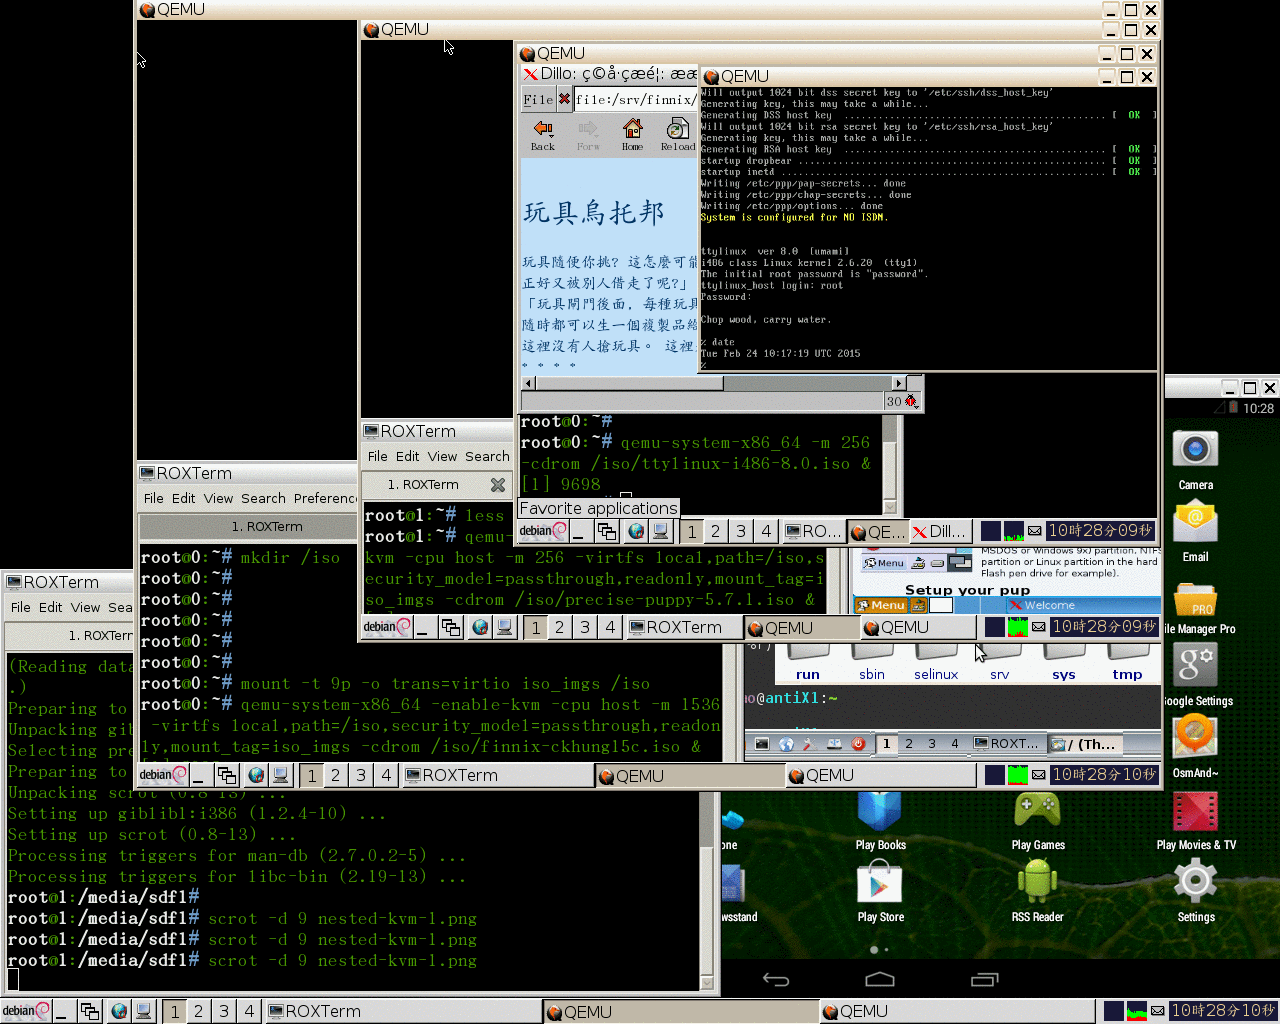 QEMU
QEMU
QEMU
Dillo:
File
file:/srv/finnix/
Back
Forw
Home
Reload
玩具烏托邦
玩具隨便你挑? 這怎麼可能
正好又被別人借走了呢?」
「玩具閘門後面, 每種玩具
隨時都可以生一個複製品給
這裡沒有人搶玩具。 這裡
* * * *
30
QEMU
Will output 1024 bit dss secret key to '/etc/ssh/dss_host_key'
Generating key, this may take a while...
Generating DSS host key ............................................ [ OK ]
Will output 1024 bit rsa secret key to '/etc/ssh/rsa_host_key'
Generating key, this may take a while...
Generating RSA host key ............................................ [ OK ]
startup dropbear ................................................... [ OK ]
startup inetd ...................................................... [ OK ]
Writing /etc/ppp/pap-secrets... done
Writing /etc/ppp/chap-secrets... done
Writing /etc/ppp/options... done
System is configured for NO ISDN.
ttylinux ver 8.0 [umami]
i486 class Linux kernel 2.6.20 (tty1)
The initial root password is "password".
ttylinux_host login: root
Password:
Chop wood, carry water.
% date
Tue Feb 24 10:17:19 UTC 2015
%
root@0:~#
root@0:~# qemu-system-x86_64 -m 256
-cdrom /iso/ttylinux-i486-8.0.iso &
[1] 9698
Favorite applications
debian
1 2 3 4
RO...
QE...
Dill...
10時28分09秒
ROXTerm
File Edit View Search
1. ROXTerm
root@1:~# less
root@1:~# qemu-
kvm -cpu host -m 256 -virtfs local,path=/iso,s
ecurity_model=passthrough,readonly,mount_tag=i
so_imgs -cdrom /iso/precise-puppy-5.7.1.iso &
MSDOS or Windows 9x) partition, NTFS
partition or Linux partition in the hard
Flash pen drive for example).
Menu
Setup your pup
Menu
Welcome
debian
1 2 3 4
ROXTerm
QEMU
QEMU
10時28分09秒
ROXTerm
File Edit View Search Preferenc
1. ROXTerm
root@0:~# mkdir /iso
root@0:~#
root@0:~#
root@0:~#
root@0:~#
root@0:~#
root@0:~# mount -t 9p -o trans=virtio iso_imgs /iso
root@0:~# qemu-system-x86_64 -enable-kvm -cpu host -m 1536
-virtfs local,path=/iso,security_model=passthrough,readon
ly,mount_tag=iso_imgs -cdrom /iso/finnix-ckhung15c.iso &
run
sbin
selinux
srv
sys
tmp
o@antiX1:~
1 2 3 4
ROXT...
/ (Th...
debian
1 2 3 4
ROXTerm
QEMU
QEMU
10時28分10秒
ROXTerm
File Edit View Sea
1. ROXTerm
(Reading data
.)
Preparing to
Unpacking gib
Selecting pre
Preparing to
Unpacking scrot (0.8-13) ...
Setting up giblib1:i386 (1.2.4-10) ...
Setting up scrot (0.8-13) ...
Processing triggers for man-db (2.7.0.2-5) ...
Processing triggers for libc-bin (2.19-13) ...
root@1:/media/sdf1#
root@1:/media/sdf1# scrot -d 9 nested-kvm-1.png
root@1:/media/sdf1# scrot -d 9 nested-kvm-1.png
root@1:/media/sdf1# scrot -d 9 nested-kvm-1.png
10:28
Camera
Email
PRO
ile Manager Pro
g+
Google Settings
OsmAnd~
one
Play Books
Play Games
Play Movies & TV
wsstand
Play Store
RSS Reader
Settings
debian
1 2 3 4
ROXTerm
QEMU
QEMU
10時28分10秒